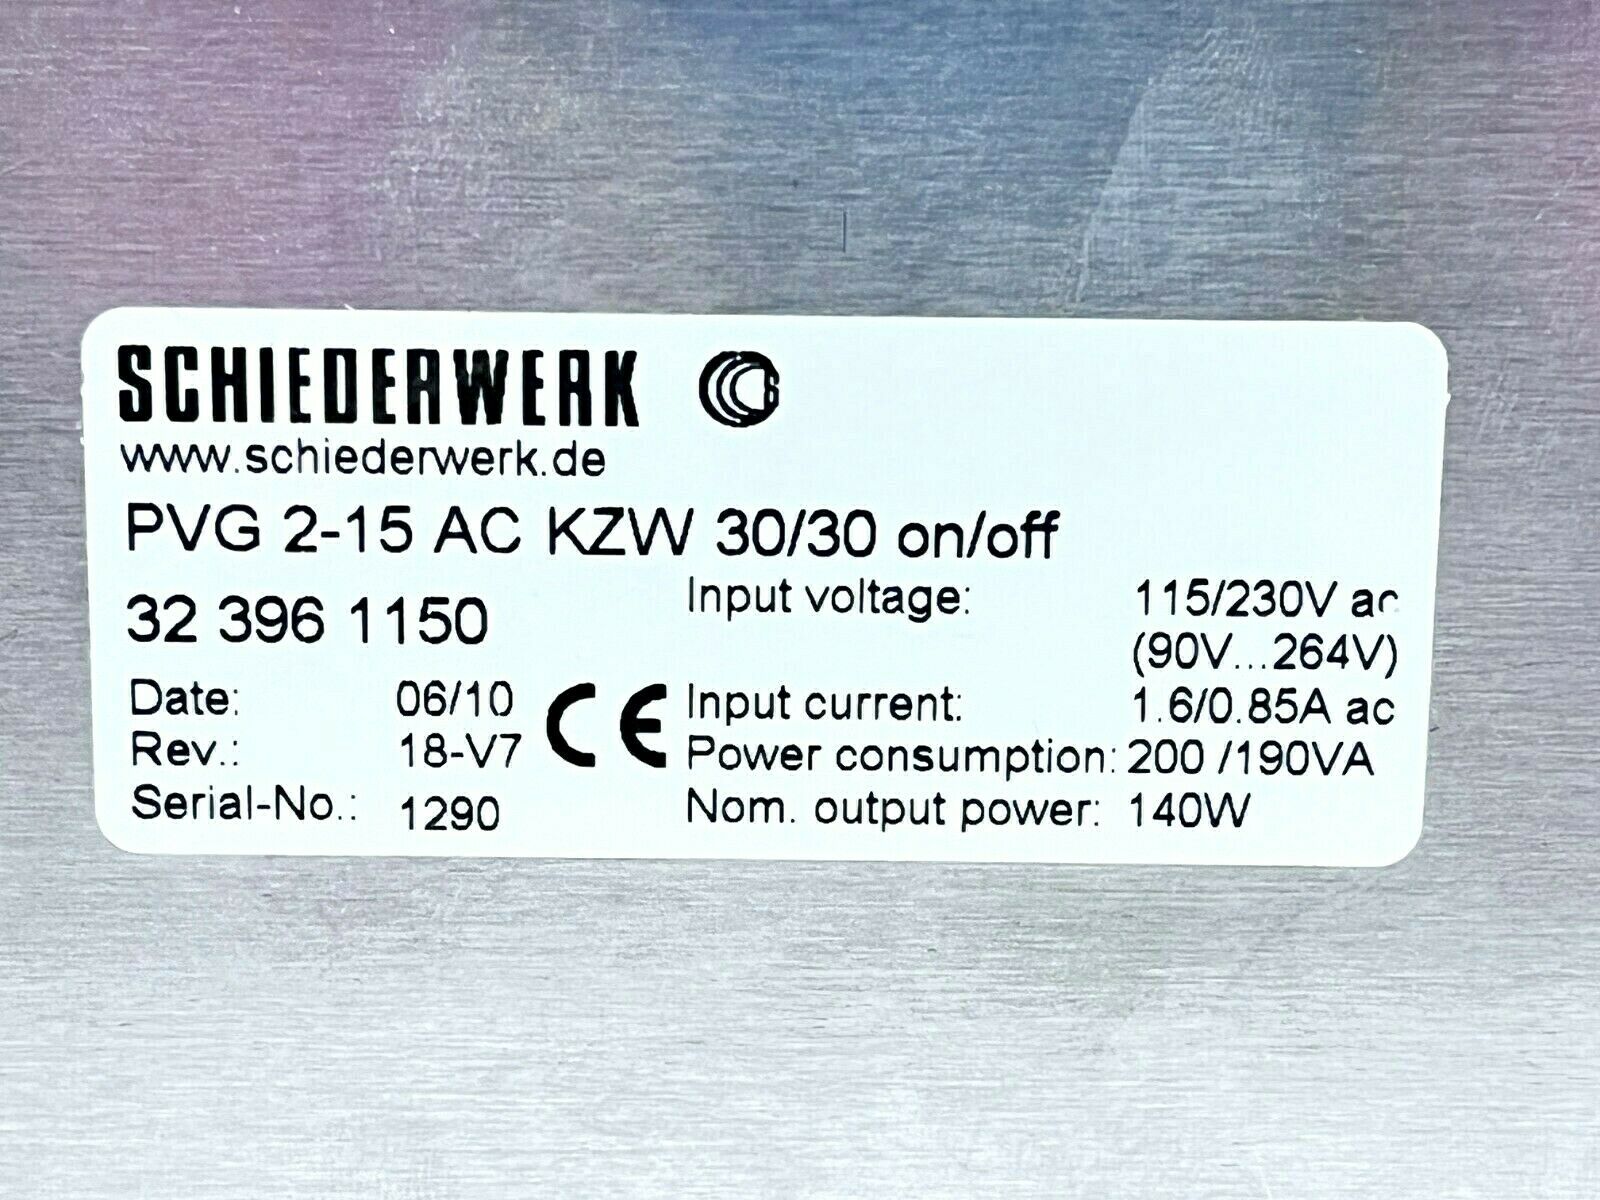 SCHIEDERWERK
www.schiederwerk.de
PVG 2-15 AC KZW 30/30 on/off
32 396 1150
Input voltage: 115/230V ac
(90V...264V)
Date: 06/10
Rev.: 18-V7
Serial-No.: 1290
CE
Input current: 1.6/0.85A ac
Power consumption: 200 /190VA
Nom. output power: 140W